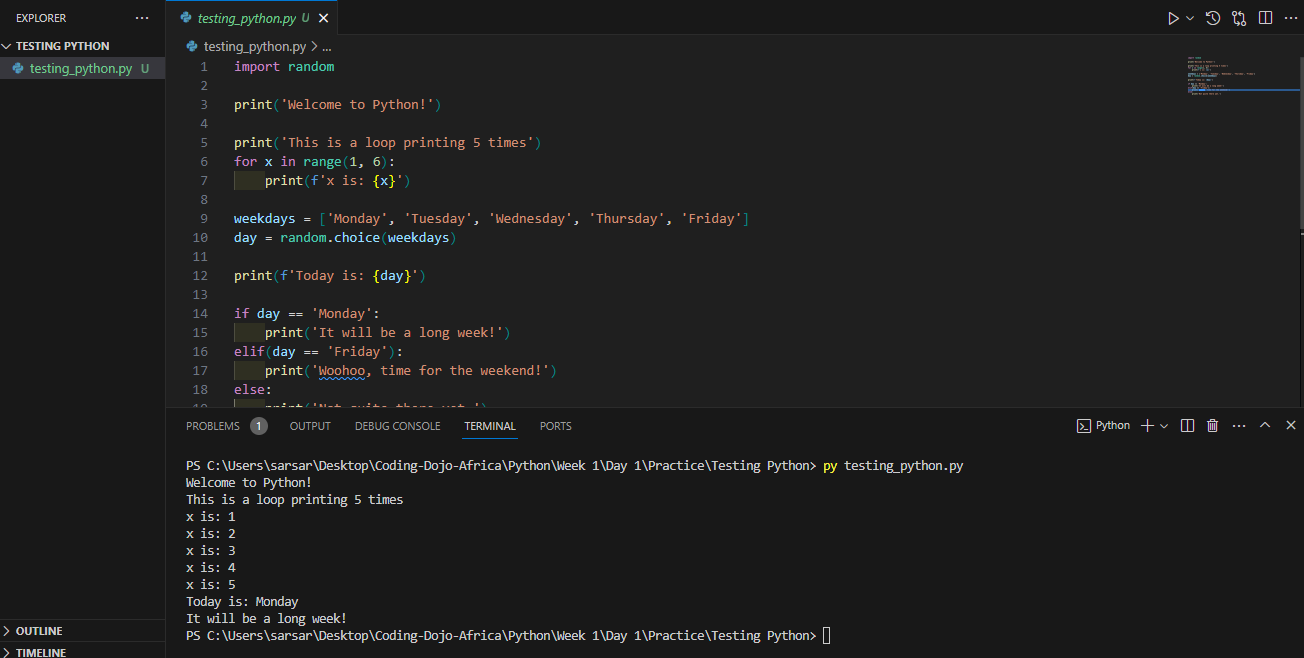 EXPLORER
TESTING PYTHON
testing_python.py U
OUTLINE
TIMELINE
testing_python.py U
testing_python.py > ...
1 import random
2
3 print('Welcome to Python!')
4
5 print('This is a loop printing 5 times')
6 for x in range(1, 6):
7     print(f'x is: {x}')
8
9 weekdays = ['Monday', 'Tuesday', 'Wednesday', 'Thursday', 'Friday']
10 day = random.choice(weekdays)
11
12 print(f'Today is: {day}')
13
14 if day == 'Monday':
15     print('It will be a long week!')
16 elif(day == 'Friday'):
17     print('Woohoo, time for the weekend!')
18 else:
PROBLEMS 1 OUTPUT DEBUG CONSOLE TERMINAL PORTS Python
PS C:\Users\sarsar\Desktop\Coding-Dojo-Africa\Python\Week 1\Day 1\Practice\Testing Python> py testing_python.py
Welcome to Python!
This is a loop printing 5 times
x is: 1
x is: 2
x is: 3
x is: 4
x is: 5
Today is: Monday
It will be a long week!
PS C:\Users\sarsar\Desktop\Coding-Dojo-Africa\Python\Week 1\Day 1\Practice\Testing Python>